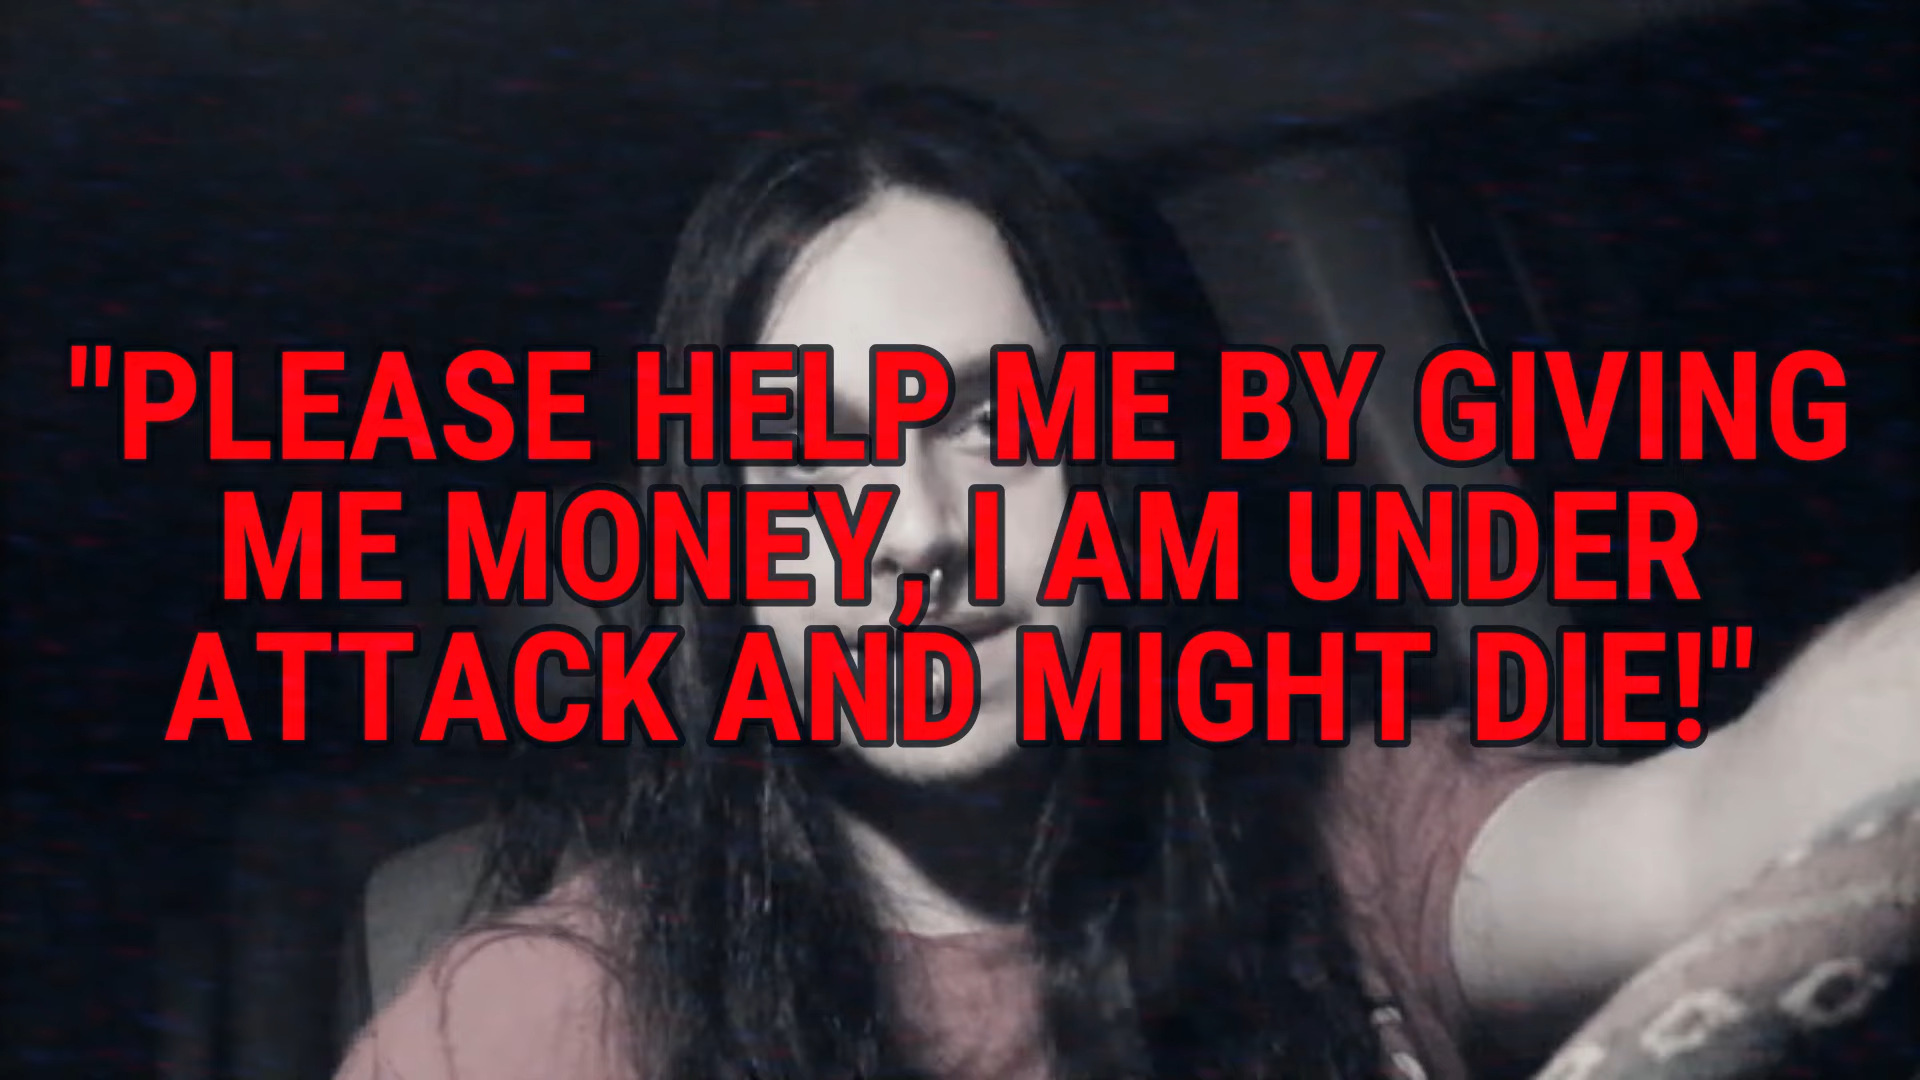 "PLEASE HELP ME BY GIVING
ME MONEY, I AM UNDER
ATTACK AND MIGHT DIE!"